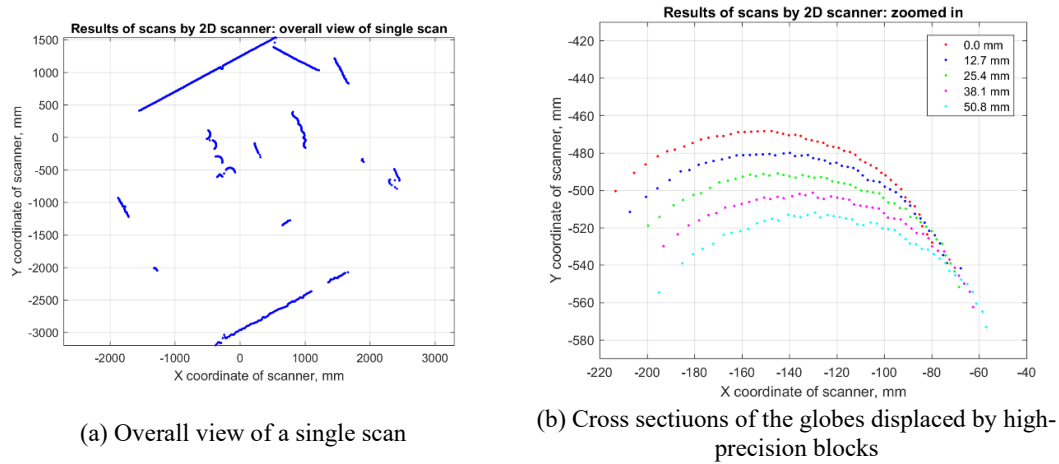 Results of scans by 2D scanner: overall view of single scan
1500
1000
500
0
-500
-1000
-1500
-2000
-2500
-3000
Y coordinate of scanner, mm
-2000
-1000
0
1000
2000
3000
X coordinate of scanner, mm
(a) Overall view of a single scan
Results of scans by 2D scanner: zoomed in
-420
-440
-460
-480
-500
-520
-540
-560
-580
Y coordinate of scanner, mm
0.0 mm
12.7 mm
25.4 mm
38.1 mm
50.8 mm
-220
-200
-180
-160
-140
-120
-100
-80
-60
-40
X coordinate of scanner, mm
(b) Cross sectiuons of the globes displaced by high-
precision blocks